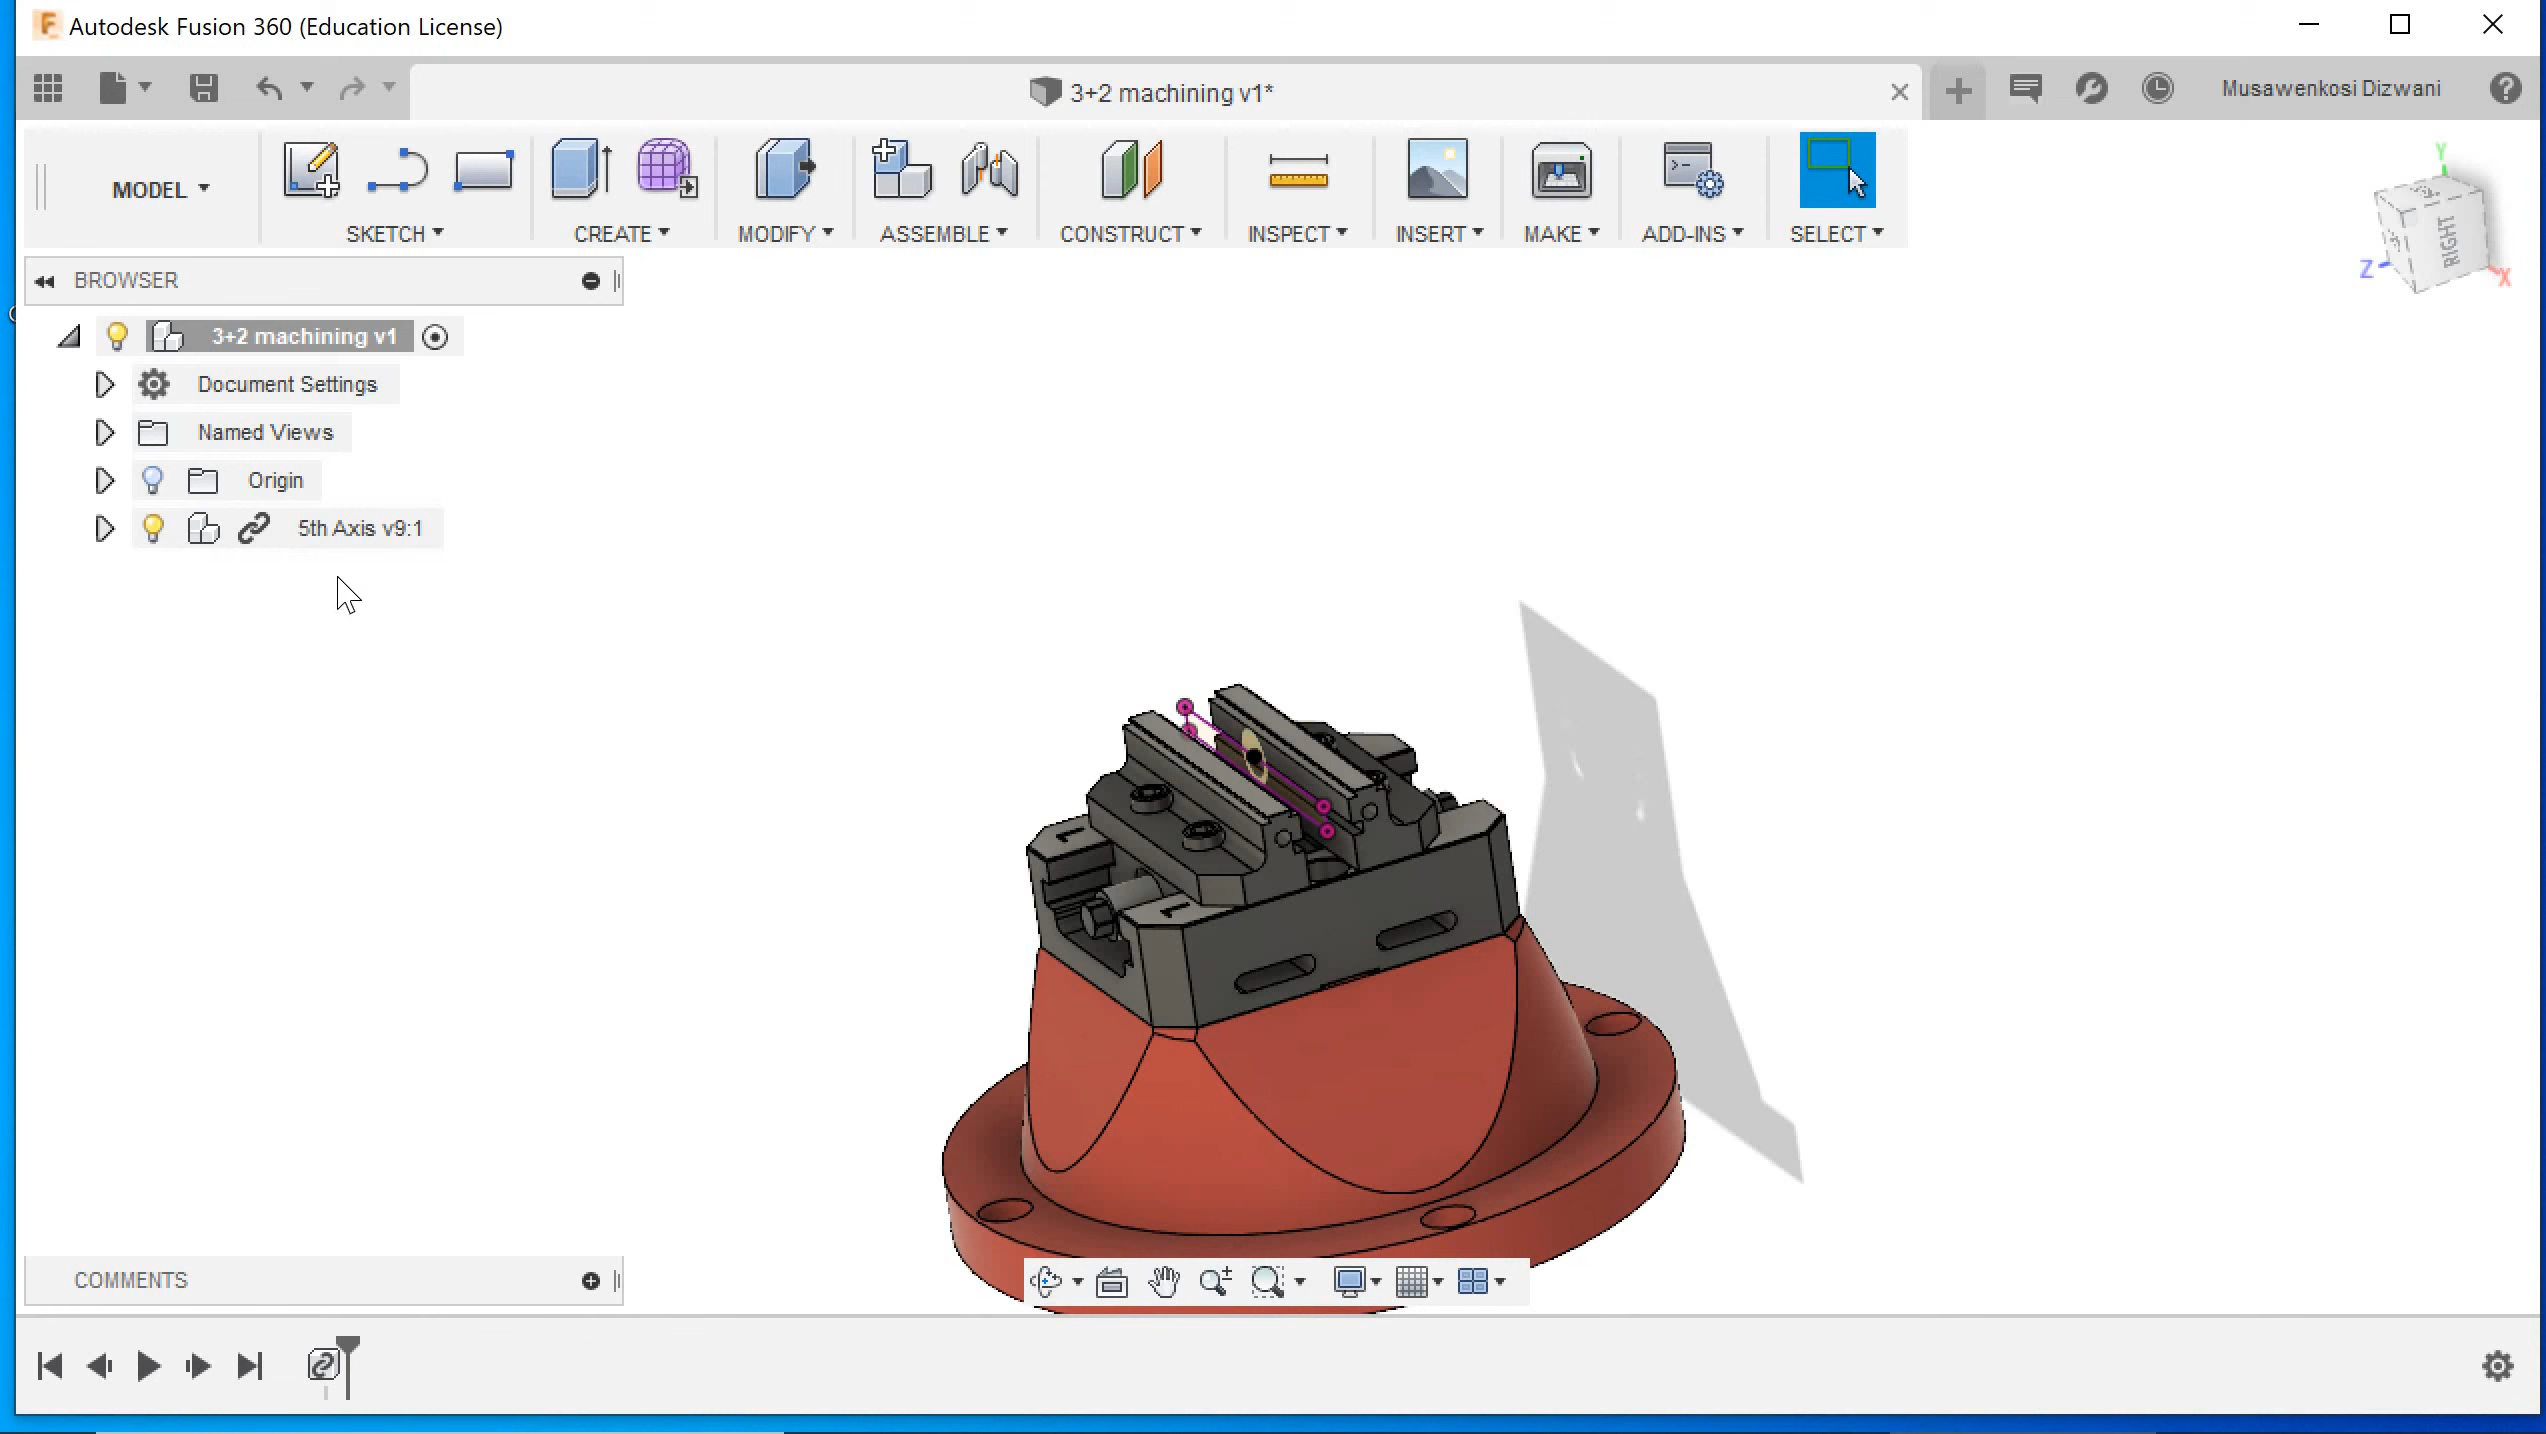 Autodesk Fusion 360 (Education License)
3+2 machining v1*
Musawenkosi Dizwani
MODEL
SKETCH
CREATE
MODIFY
ASSEMBLE
CONSTRUCT
INSPECT
INSERT
MAKE
ADD-INS
SELECT
Y
RIGHT
Z
X
BROWSER
3+2 machining v1
Document Settings
Named Views
Origin
5th Axis v9:1
COMMENTS